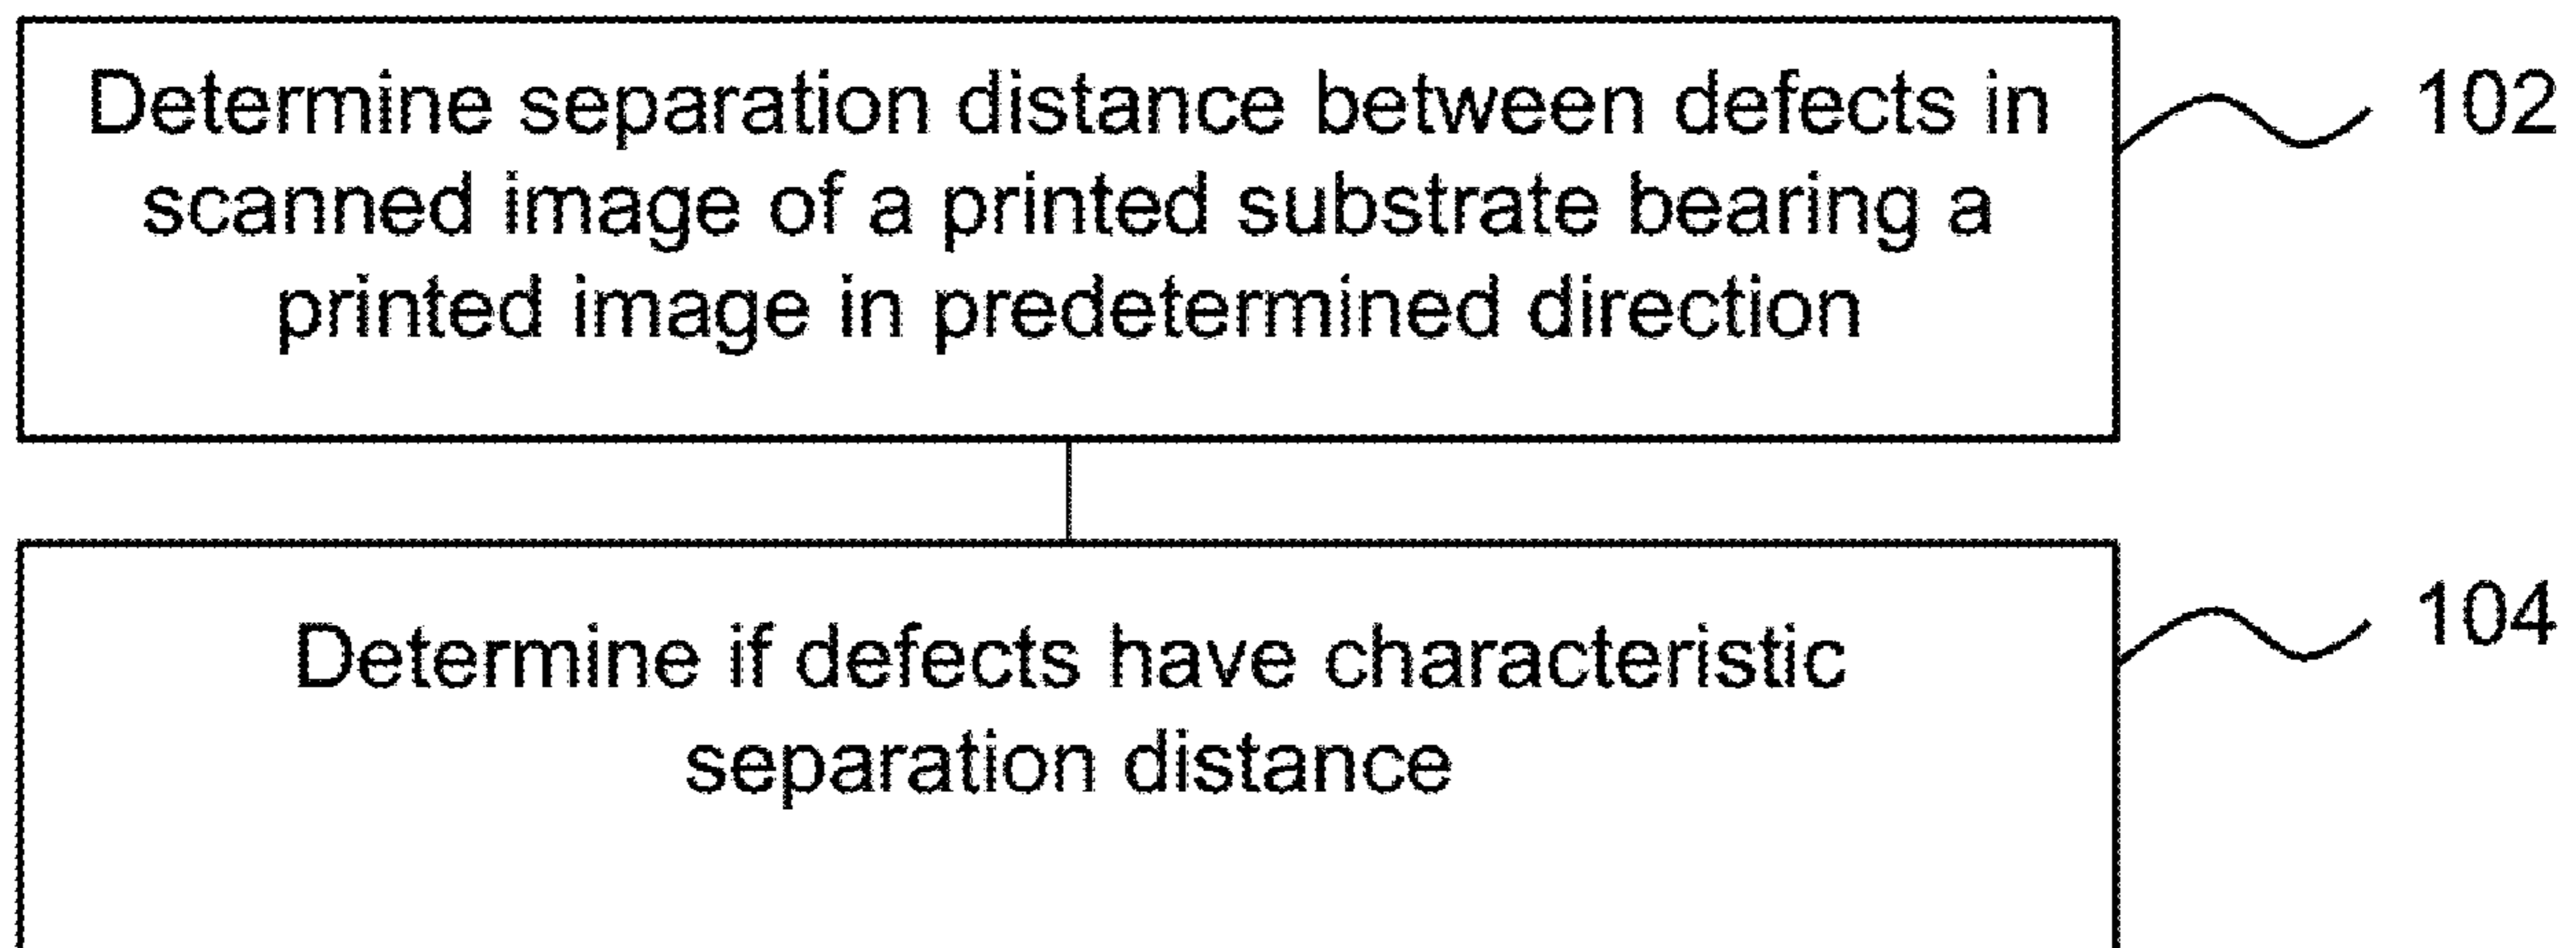 Determine separation distance between defects in
scanned image of a printed substrate bearing a
printed image in predetermined direction
102
Determine if defects have characteristic
separation distance
104